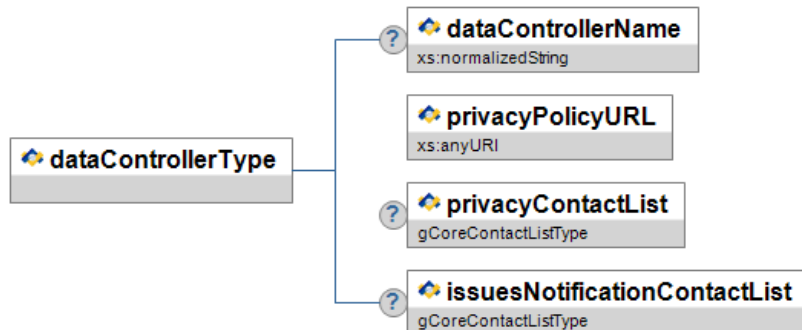 ?
dataControllerName
xs:normalizedString
privacyPolicyURL
xs:anyURI
dataControllerType
?
privacyContactList
gCoreContactListType
?
issuesNotificationContactList
gCoreContactListType